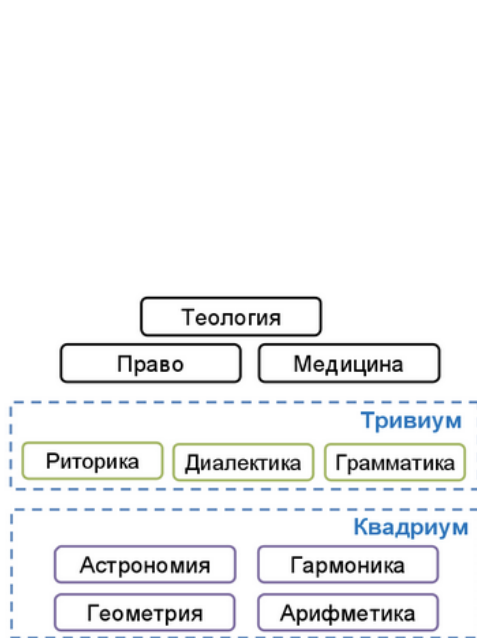 Теология
Право Медицина
Тривиум
Риторика Диалектика Грамматика
Квадриум
Астрономия Гармоника
Геометрия Арифметика